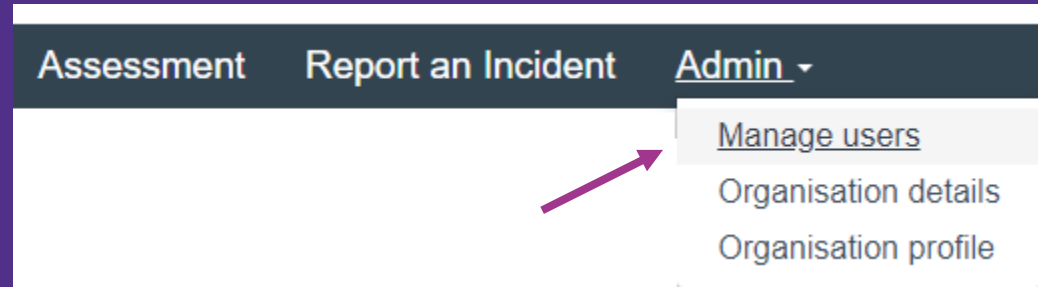 Assessment Report an Incident Admin
Manage users
Organisation details
Organisation profile